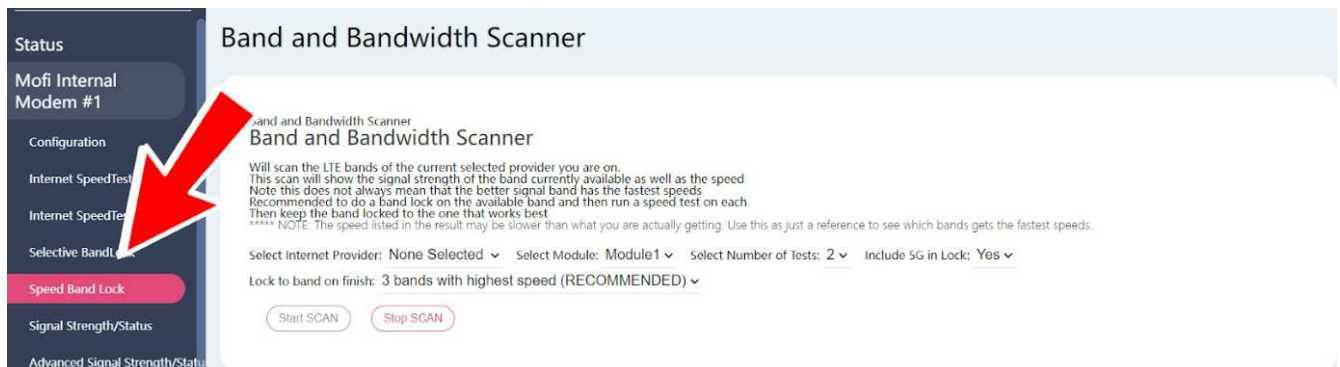 Status
Band and Bandwidth Scanner
Mofi Internal
Modem #1
Configuration
Internet SpeedTest
Internet
Selective
Speed Band Lock
Signal Strength/Status
Advanced Signal Strength/Statu
Band and Bandwidth Scanner
Band and Bandwidth Scanner
Will scan the LTE bands of the current selected provider you are on.
This scan will show the signal strength of the band currently available as well as the speed
Note this does not always mean that the better signal band has the fastest speeds
Recommended to do a band lock on the available band and then run a speed test on each
Then keep the band locked to the one that works best
***** NOTE: The speed listed in the result may be slower than what you are actually getting. Use this as just a reference to see which bands gets the fastest speeds.
Select Internet Provider: None Selected Select Module: Module1 Select Number of Tests: 2 Include 5G in Lock: Yes
Lock to band on finish: 3 bands with highest speed (RECOMMENDED)
Start SCAN Stop SCAN